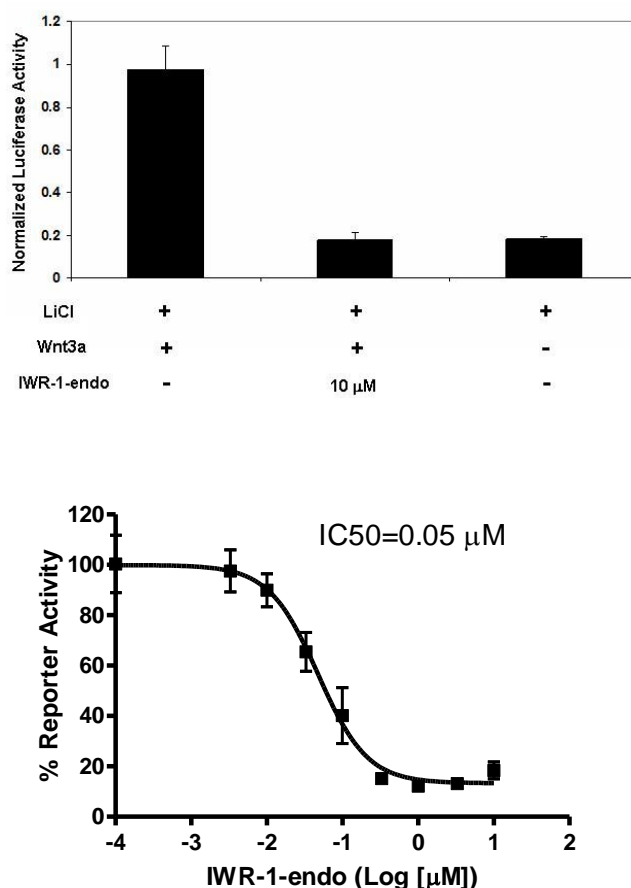 Normalized Luciferase Activity
1
0.8
0.6
0.4
0.2
0
LiCl + + +
Wnt3a + + -
IWR-1-endo - 10 μM -
IC50=0.05 μM
% Reporter Activity
120
100
80
60
40
20
0
-4 -3 -2 -1 0 1 2
IWR-1-endo (Log [μM])